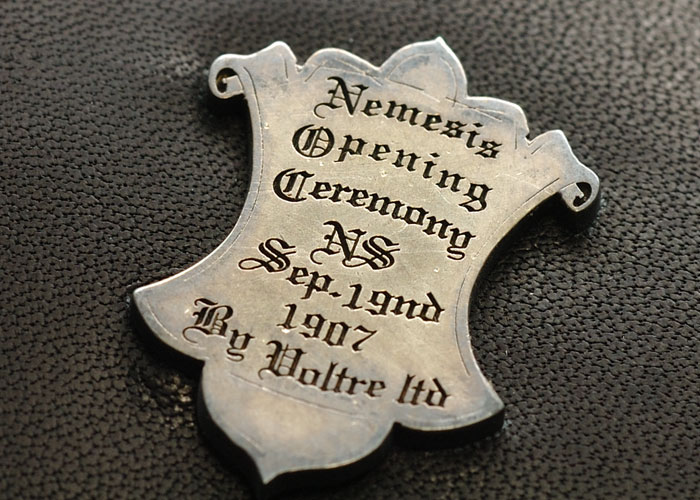 Nemesis
Opening
Ceremony
NS
Sep.19nd
1907
By Voltre ltd